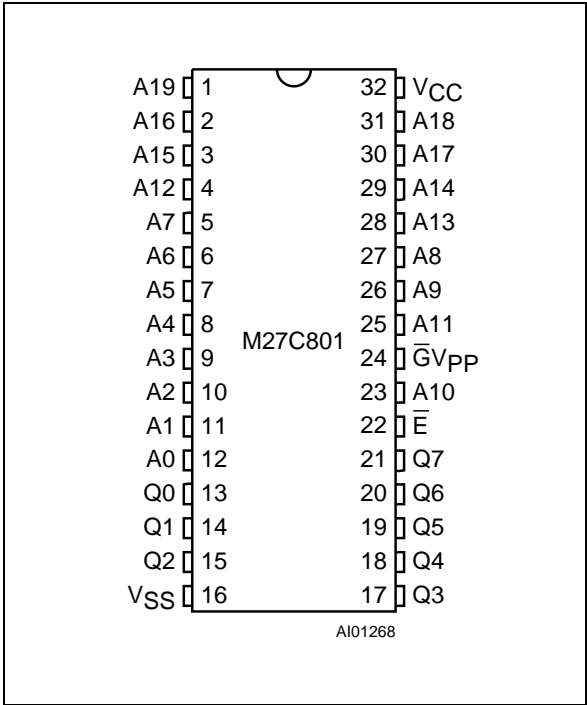 A19 1 32 VCC
A16 2 31 A18
A15 3 30 A17
A12 4 29 A14
A7 5 28 A13
A6 6 27 A8
A5 7 26 A9
A4 8 25 A11
M27C801
A3 9 24 G̅VPP
A2 10 23 A10
A1 11 22 E̅
A0 12 21 Q7
Q0 13 20 Q6
Q1 14 19 Q5
Q2 15 18 Q4
VSS 16 17 Q3
AI01268